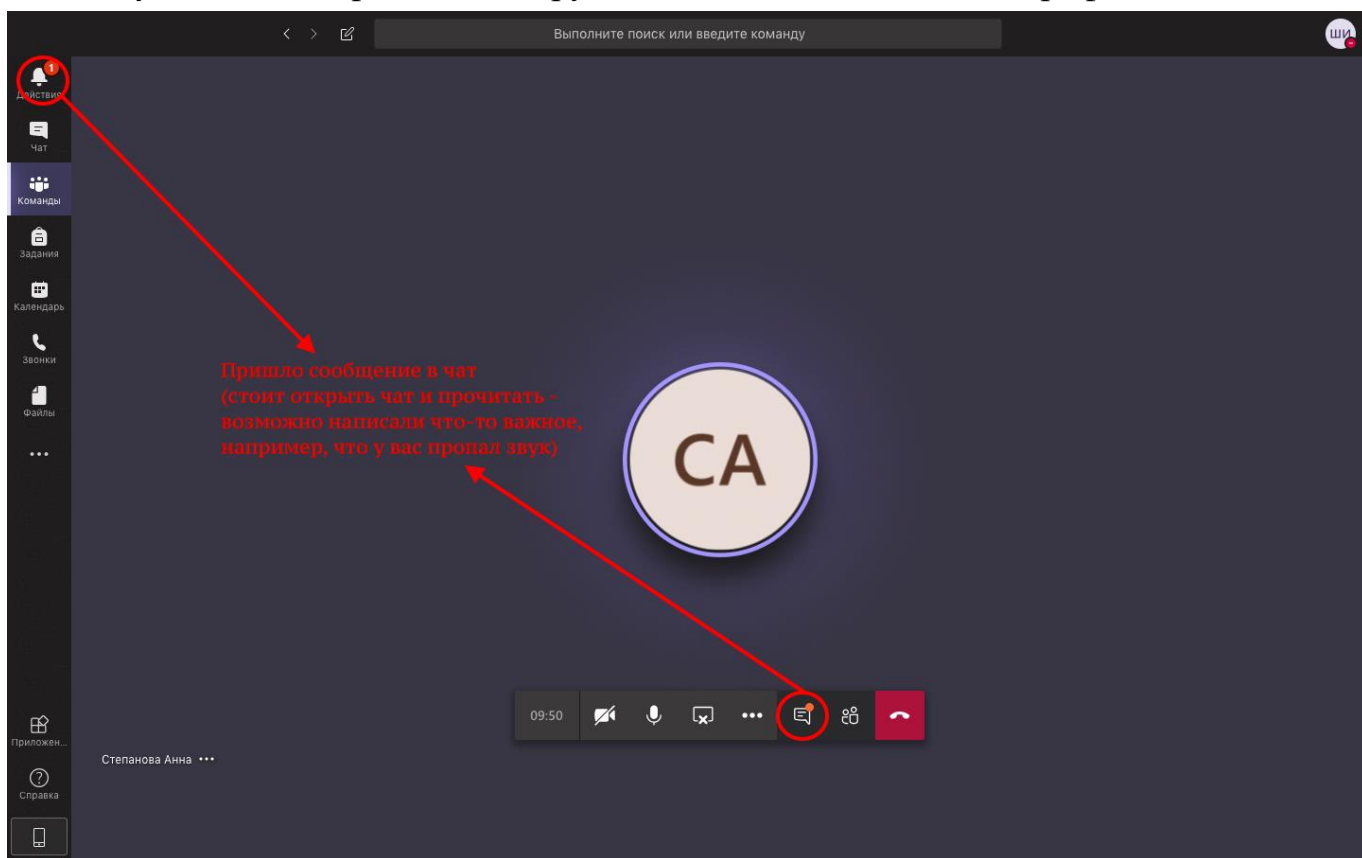 Выполните поиск или введите команду
ШИ
1
Действия
Чат
Команды
Задания
Календарь
Звонки
Файлы
Пришло сообщение в чат
(стоит открыть чат и прочитать -
возможно написали что-то важное,
например, что у вас пропал звук)
СА
09:50
Приложен...
Степанова Анна •••
Справка